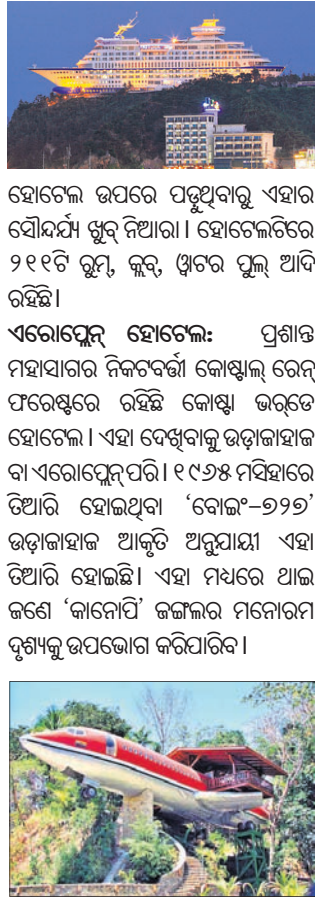 ହୋଟେଲ ଉପରେ ପଡୁଥିବାରୁ ଏହାର
ସୌନ୍ଦର୍ଯ୍ୟ ଖୁବ୍ ନିଆରା। ହୋଟେଲଟିରେ
୨୧୧ଟି ରୁମ୍, କ୍ଲବ୍, ୱାଟର ପୁଲ୍ ଆଦି
ରହିଛି।
ଏରୋପ୍ଲେନ୍ ହୋଟେଲ: ପ୍ରଶାନ୍ତ
ମହାସାଗର ନିକଟବର୍ତ୍ତୀ କୋଷ୍ଟାଲ୍ ରେନ୍
ଫରେଷ୍ଟରେ ରହିଛି କୋଷ୍ଟା ଭର୍ଡେ
ହୋଟେଲ। ଏହା ଦେଖିବାକୁ ଉଡ଼ାଜାହାଜ
ବା ଏରୋପ୍ଲେନ୍‌ ପରି। ୧୯୬୫ ମସିହାରେ
ତିଆରି ହୋଇଥିବା ‘ବୋଇଂ–୭୨୭’
ଉଡ଼ାଜାହାଜ ଆକୃତି ଅନୁଯାୟୀ ଏହା
ତିଆରି ହୋଇଛି। ଏହା ମଧ୍ୟରେ ଥାଇ
ଜଣେ ‘କାନୋପି’ ଜଙ୍ଗଲର ମନୋରମ
ଦୃଶ୍ୟକୁ ଉପଭୋଗ କରିପାରିବ।